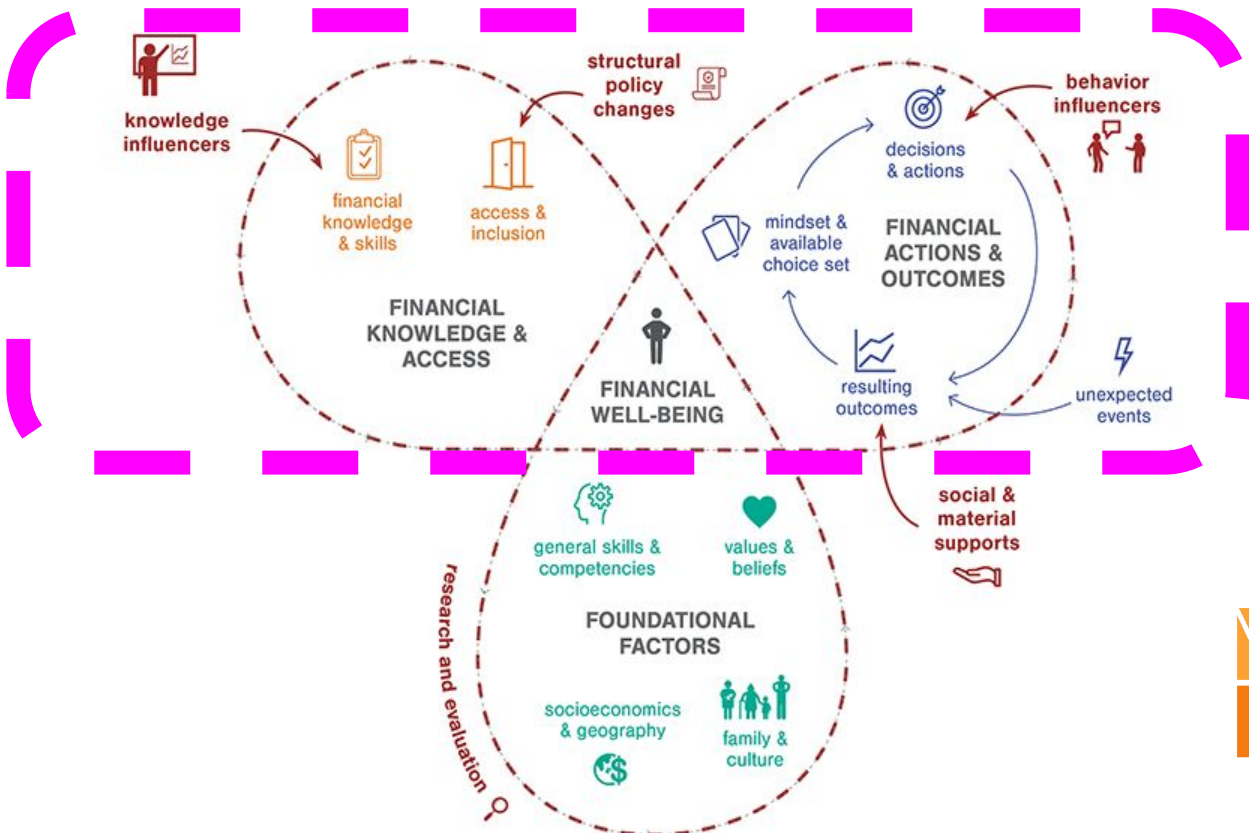 knowledge
influencers
structural
policy
changes
behavior
influencers
financial
knowledge
& skills
access &
inclusion
decisions
& actions
mindset &
available
choice set
FINANCIAL
ACTIONS &
OUTCOMES
FINANCIAL
KNOWLEDGE &
ACCESS
FINANCIAL
WELL-BEING
resulting
outcomes
unexpected
events
general skills &
competencies
values &
beliefs
social &
material
supports
research and evaluation
FOUNDATIONAL
FACTORS
socioeconomics
& geography
$
family &
culture